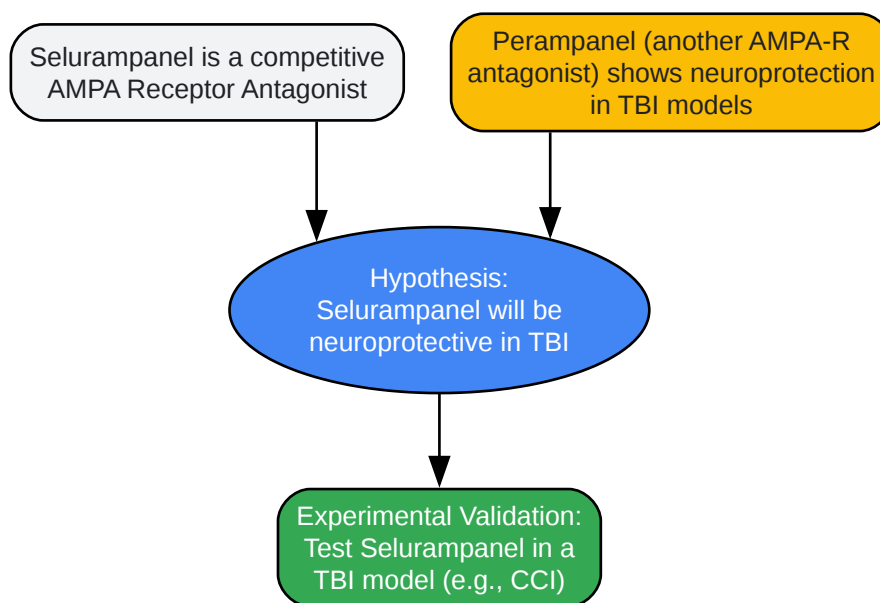 Selurampanel is a competitive
AMPA Receptor Antagonist
Perampanel (another AMPA-R
antagonist) shows neuroprotection
in TBI models
Hypothesis:
Selurampanel will be
neuroprotective in TBI
Experimental Validation:
Test Selurampanel in a
TBI model (e.g., CCI)